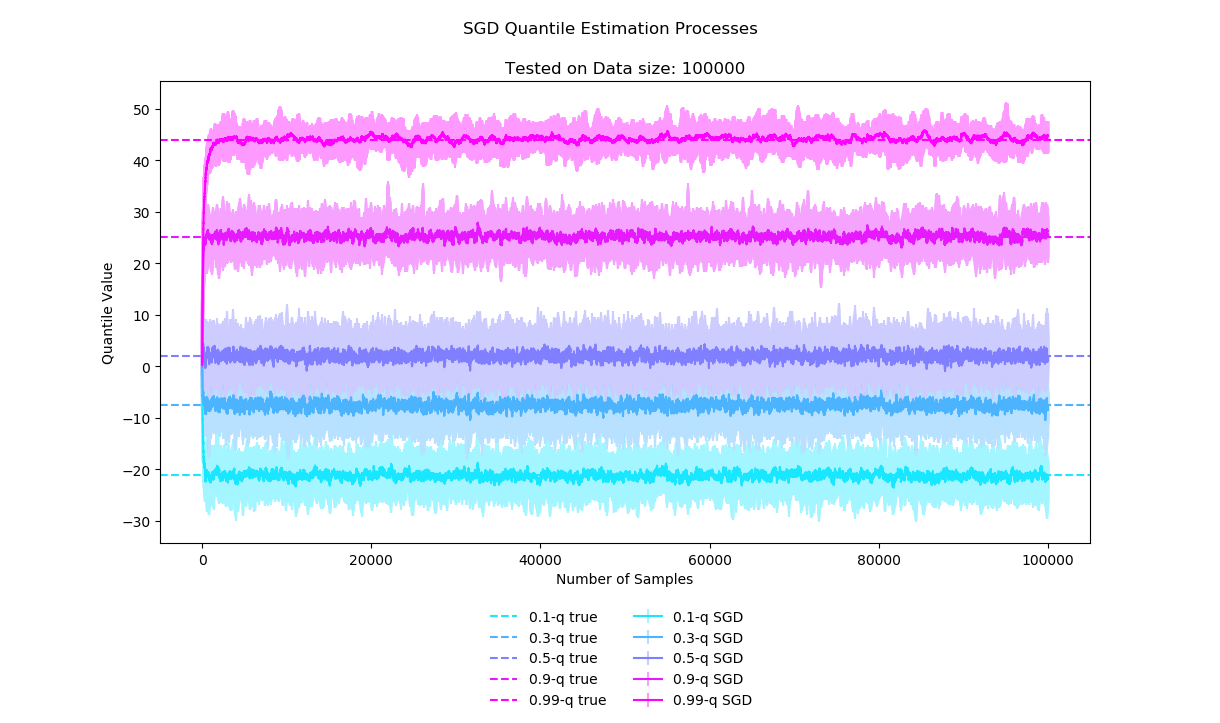 SGD Quantile Estimation Processes
Tested on Data size: 100000
Quantile Value
50
40
30
20
10
0
−10
−20
−30
0 20000 40000 60000 80000 100000
Number of Samples
0.1-q true 0.1-q SGD
0.3-q true 0.3-q SGD
0.5-q true 0.5-q SGD
0.9-q true 0.9-q SGD
0.99-q true 0.99-q SGD